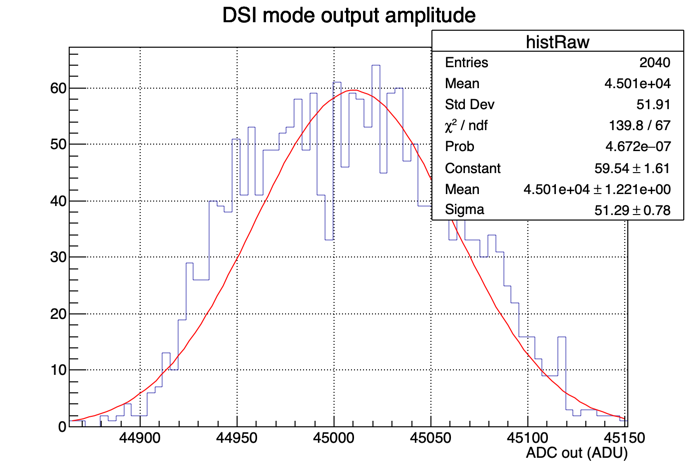 DSI mode output amplitude
histRaw
Entries 2040
Mean 4.501e+04
Std Dev 51.91
χ² / ndf 139.8 / 67
Prob 4.672e−07
Constant 59.54 ± 1.61
Mean 4.501e+04 ± 1.221e+00
Sigma 51.29 ± 0.78
60
50
40
30
20
10
0
44900 44950 45000 45050 45100 45150
ADC out (ADU)